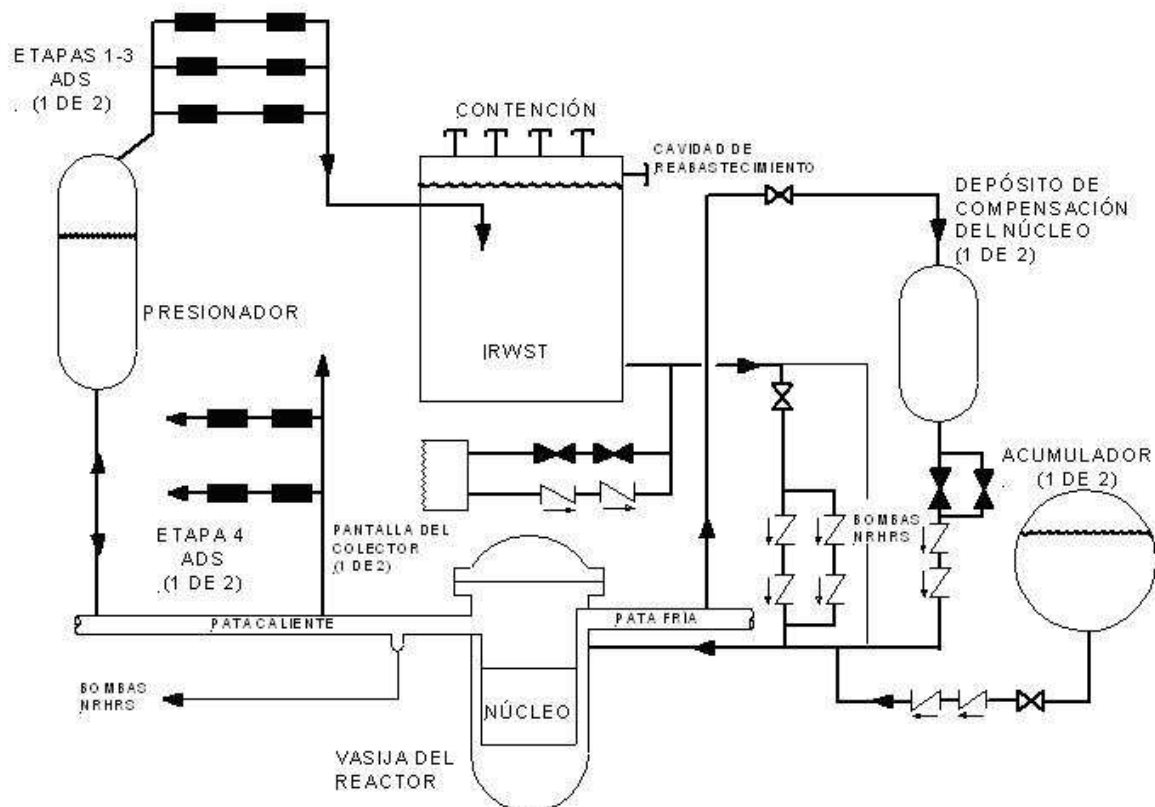 ETAPAS 1-3
ADS
(1 DE 2)
CONTENCIÓN
CAVIDAD DE
REABASTECIMIENTO
DEPÓSITO DE
COMPENSACIÓN
DEL NÚCLEO
(1 DE 2)
PRESIONADOR
IRWST
ACUMULADOR
(1 DE 2)
ETAPA 4
ADS
(1 DE 2)
PANTALLA DEL
COLECTOR
(1 DE 2)
BOMBAS
NRHRS
PATA CALIENTE
PATA FRÍA
BOMBAS
NRHRS
NÚCLEO
VASIJA DEL
REACTOR